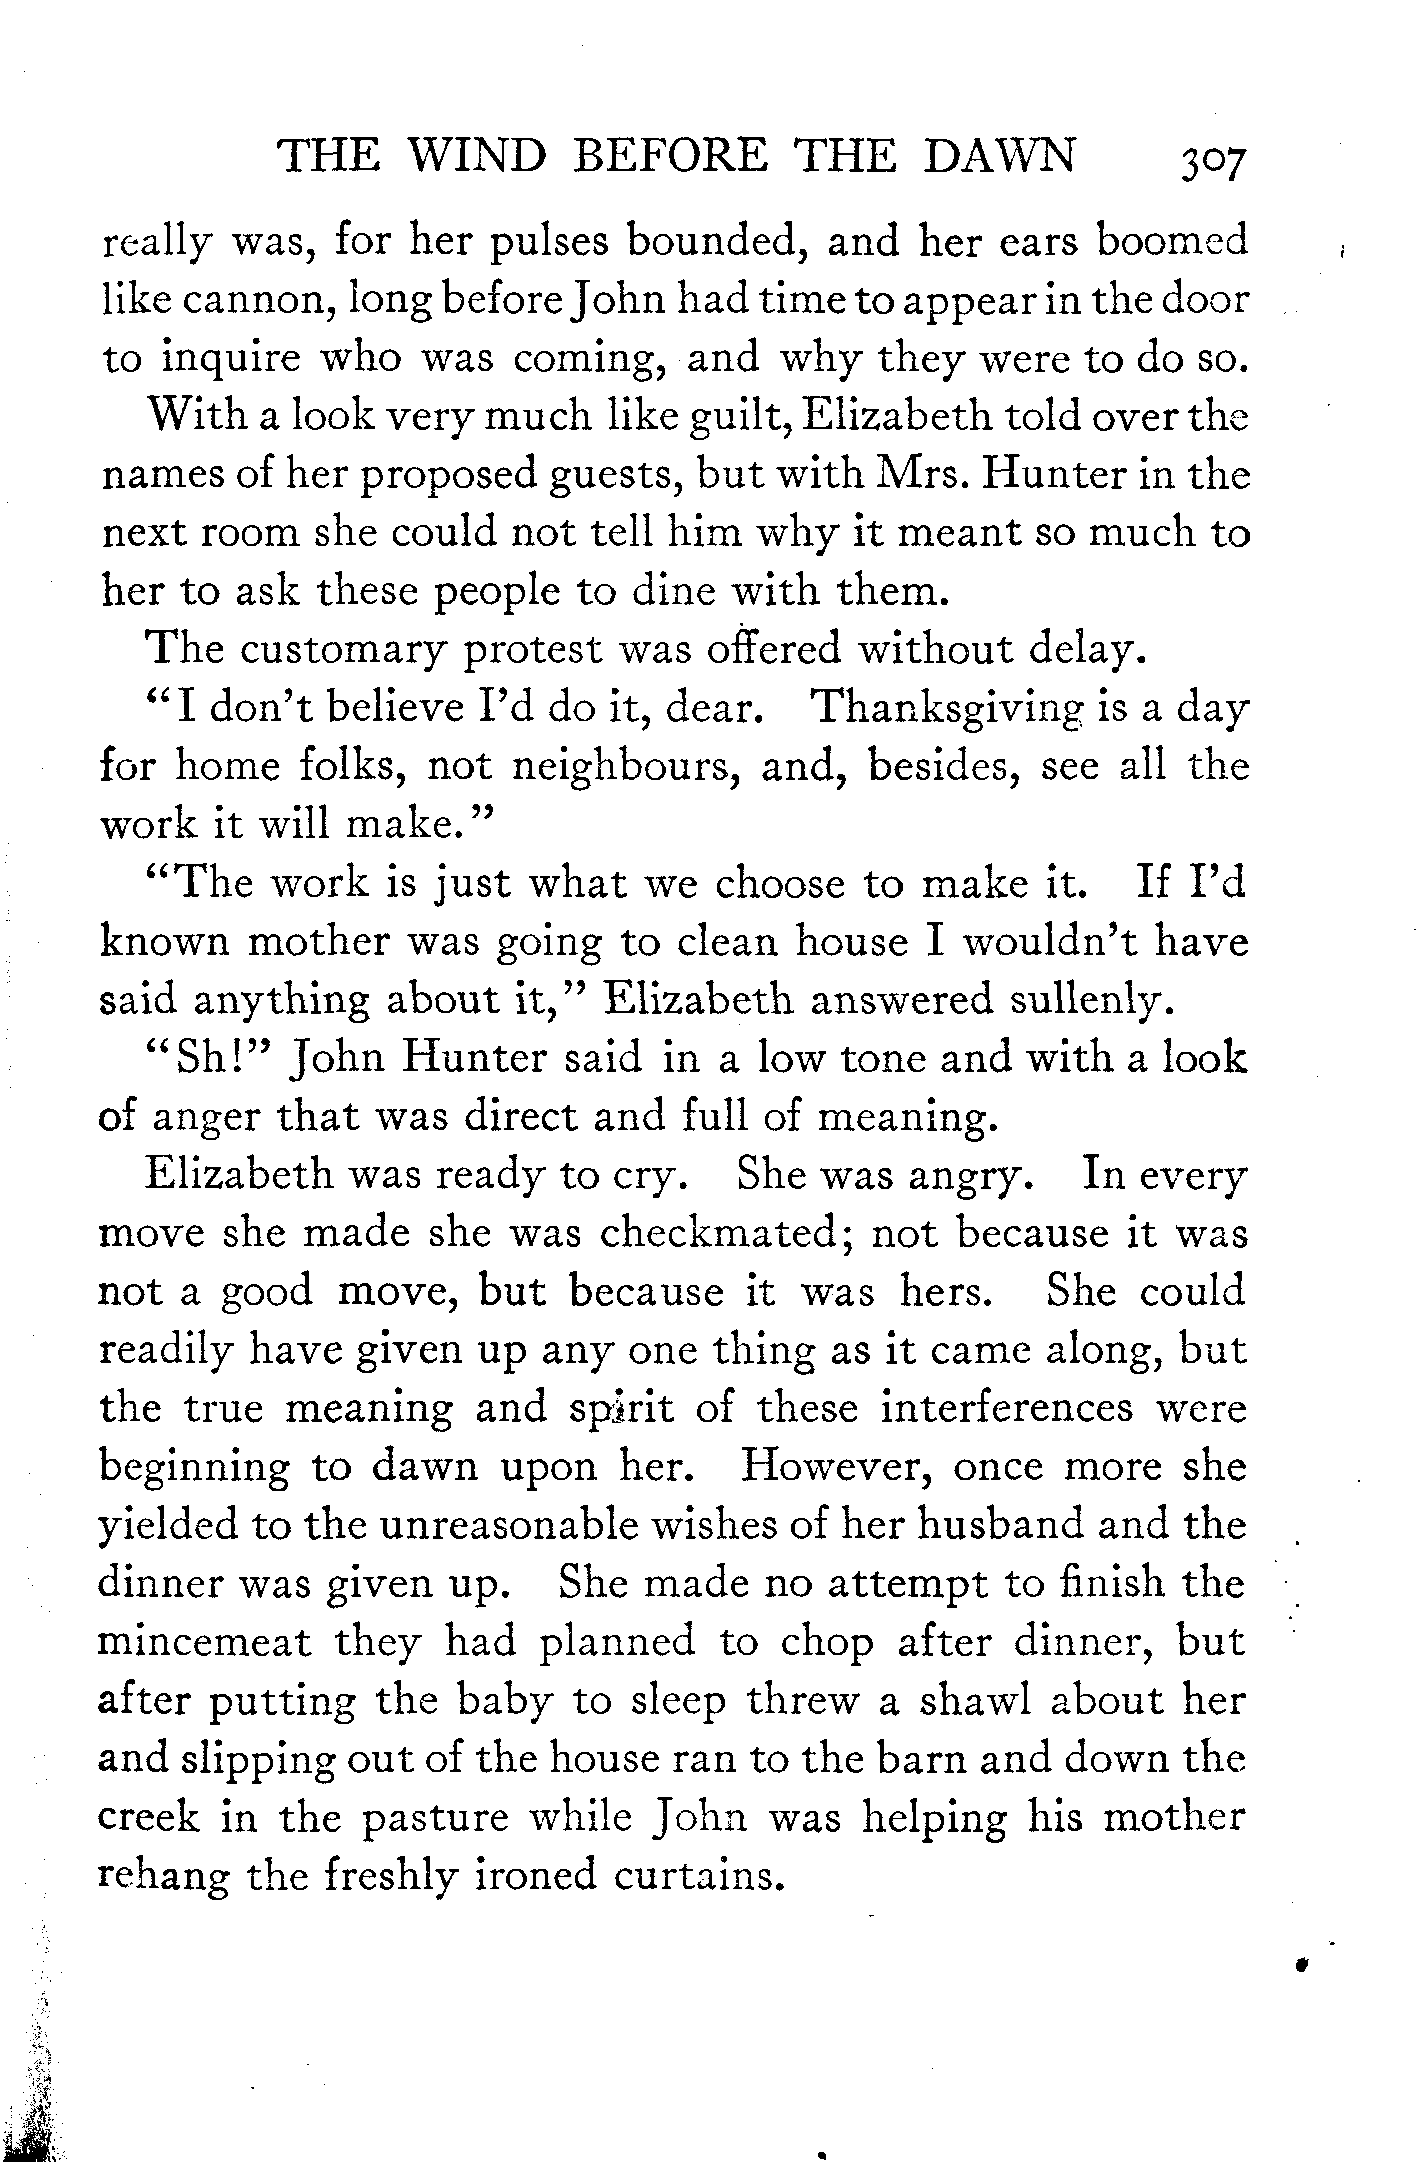 THE WIND BEFORE THE DAWN 307
really was, for her pulses bounded, and her ears boomed
like cannon, long before John had time to appear in the door
to inquire who was coming, and why they were to do so.
With a look very much like guilt, Elizabeth told over the
names of her proposed guests, but with Mrs. Hunter in the
next room she could not tell him why it meant so much to
her to ask these people to dine with them.
The customary protest was offered without delay.
“I don’t believe I’d do it, dear. Thanksgiving is a day
for home folks, not neighbours, and, besides, see all the
work it will make.”
“The work is just what we choose to make it. If I’d
known mother was going to clean house I wouldn’t have
said anything about it,” Elizabeth answered sullenly.
“Sh!” John Hunter said in a low tone and with a look
of anger that was direct and full of meaning.
Elizabeth was ready to cry. She was angry. In every
move she made she was checkmated; not because it was
not a good move, but because it was hers. She could
readily have given up any one thing as it came along, but
the true meaning and spirit of these interferences were
beginning to dawn upon her. However, once more she
yielded to the unreasonable wishes of her husband and the
dinner was given up. She made no attempt to finish the
mincemeat they had planned to chop after dinner, but
after putting the baby to sleep threw a shawl about her
and slipping out of the house ran to the barn and down the
creek in the pasture while John was helping his mother
rehang the freshly ironed curtains.